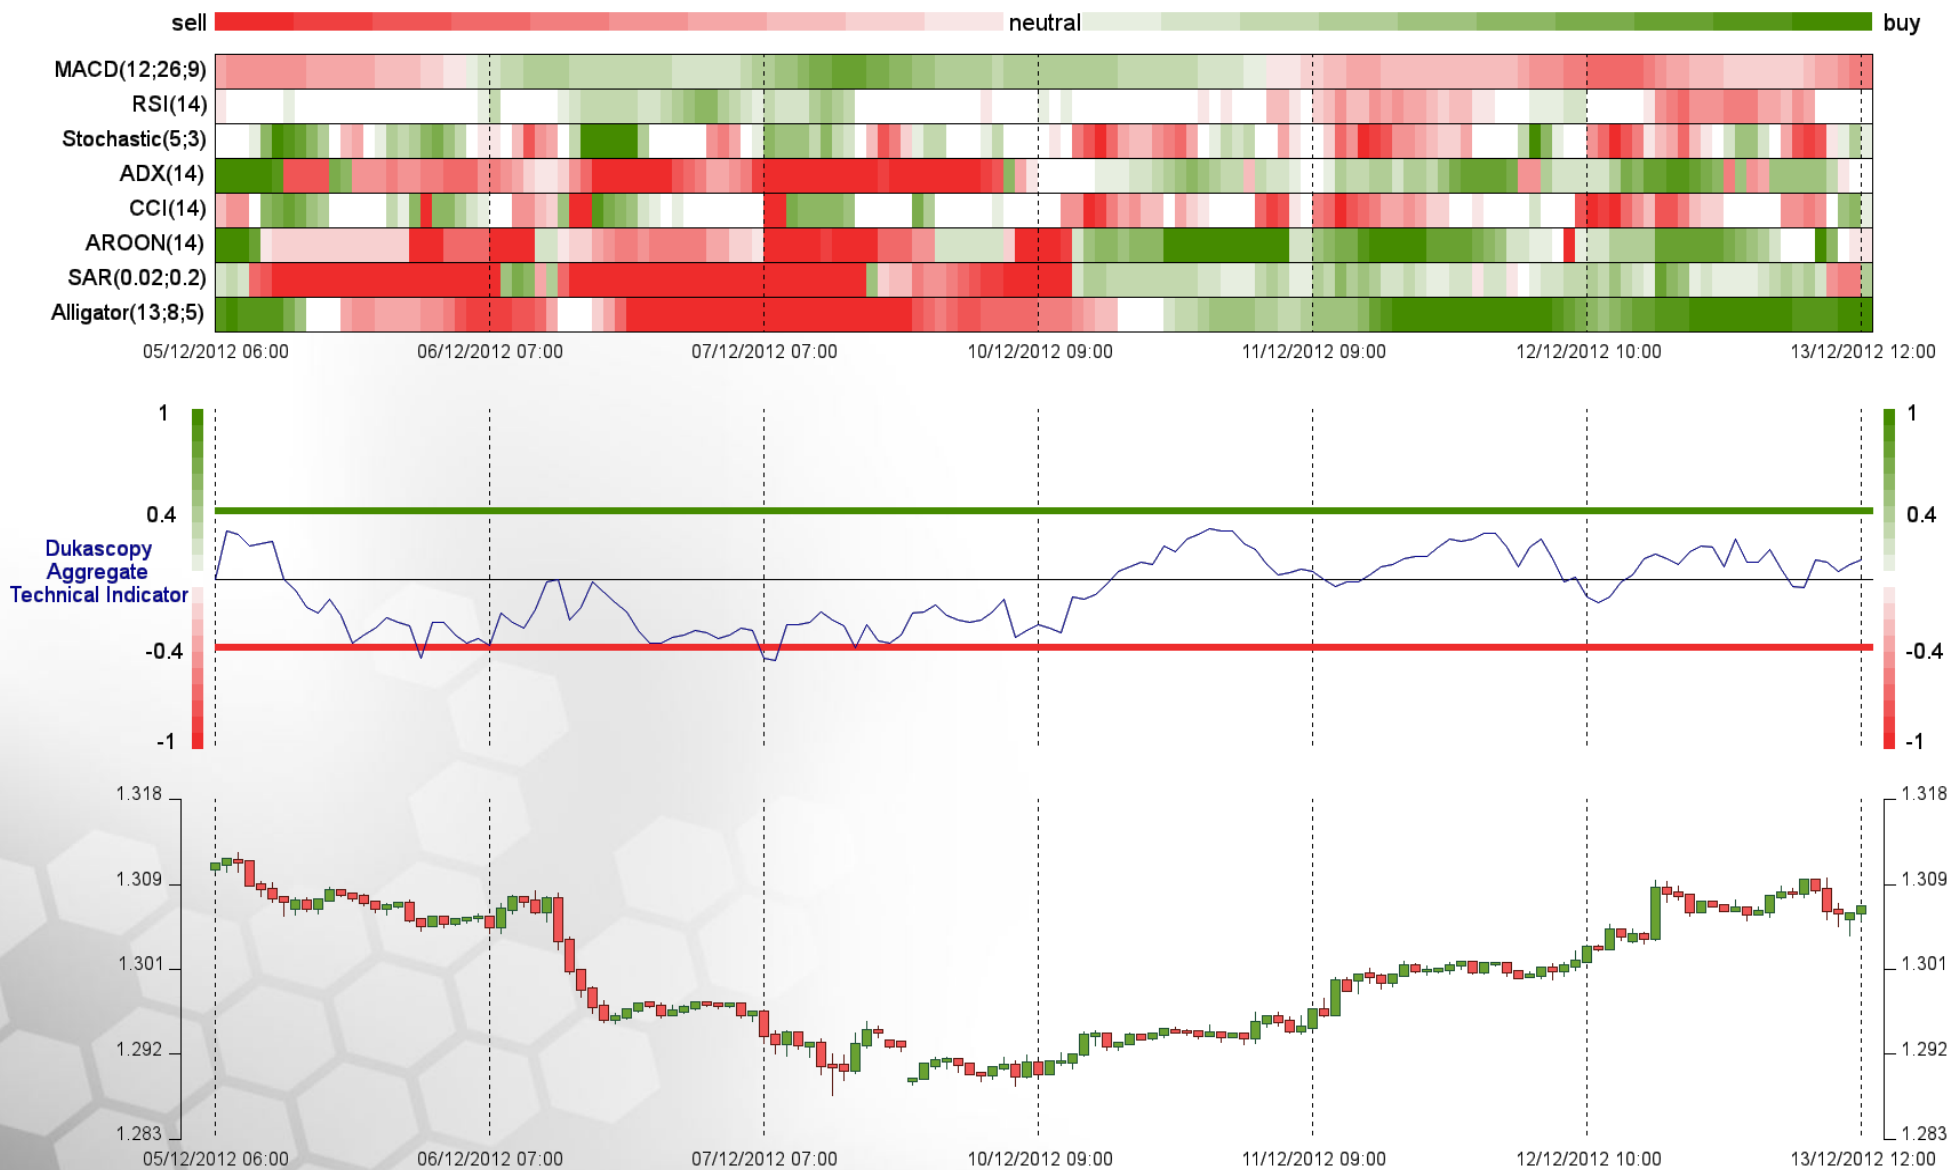 sell neutral buy
MACD(12;26;9)
RSI(14)
Stochastic(5;3)
ADX(14)
CCI(14)
AROON(14)
SAR(0.02;0.2)
Alligator(13;8;5)
05/12/2012 06:00 06/12/2012 07:00 07/12/2012 07:00 10/12/2012 09:00 11/12/2012 09:00 12/12/2012 10:00 13/12/2012 12:00
1 1
0.4 0.4
Dukascopy
Aggregate
Technical Indicator
-0.4 -0.4
-1 -1
1.318 1.318
1.309 1.309
1.301 1.301
1.292 1.292
1.283 1.283
05/12/2012 06:00 06/12/2012 07:00 07/12/2012 07:00 10/12/2012 09:00 11/12/2012 09:00 12/12/2012 10:00 13/12/2012 12:00